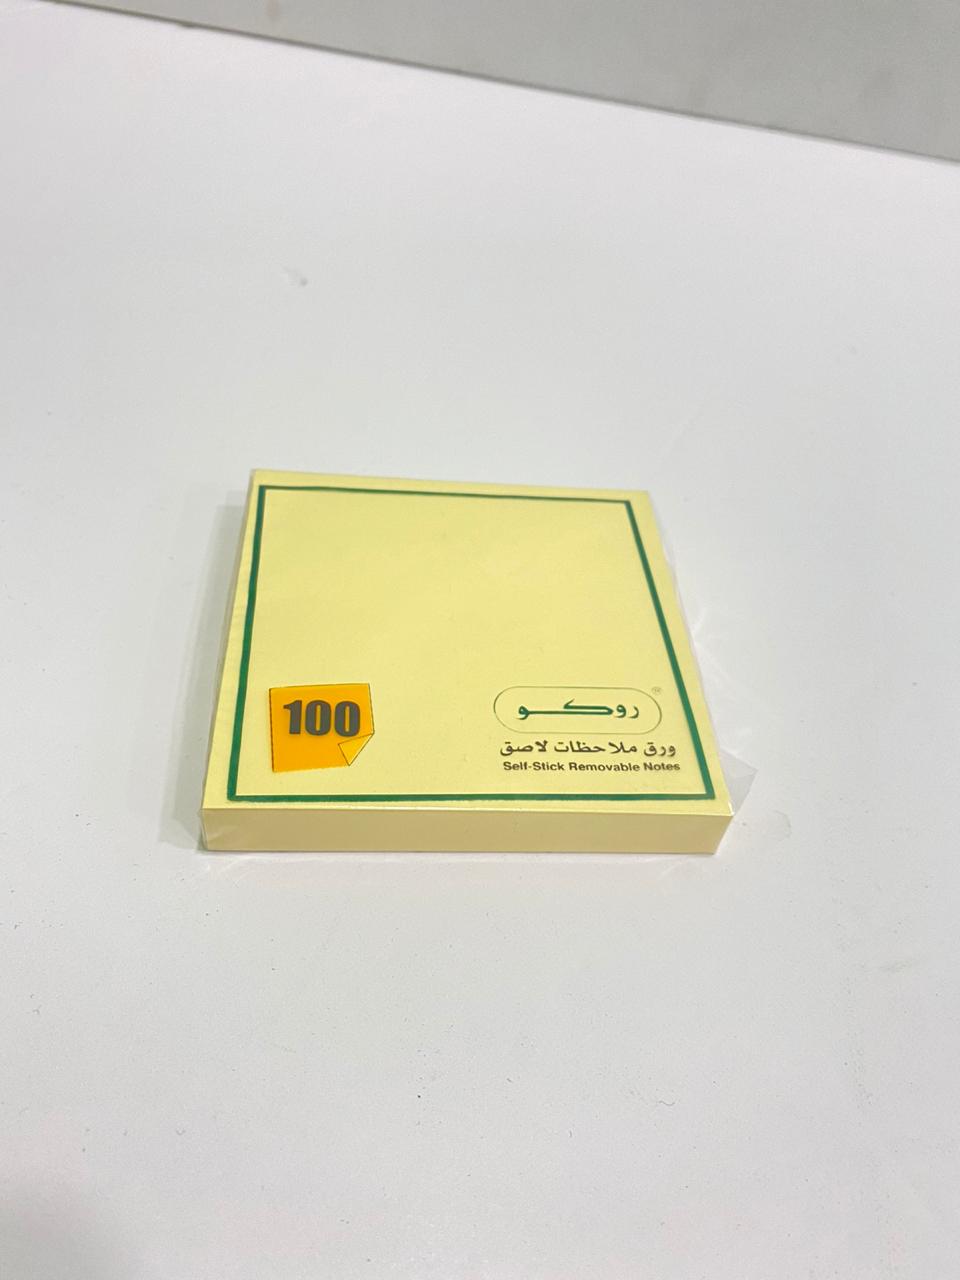 100
روكو
®
ورق ملاحظات لاصق
Self-Stick Removable Notes